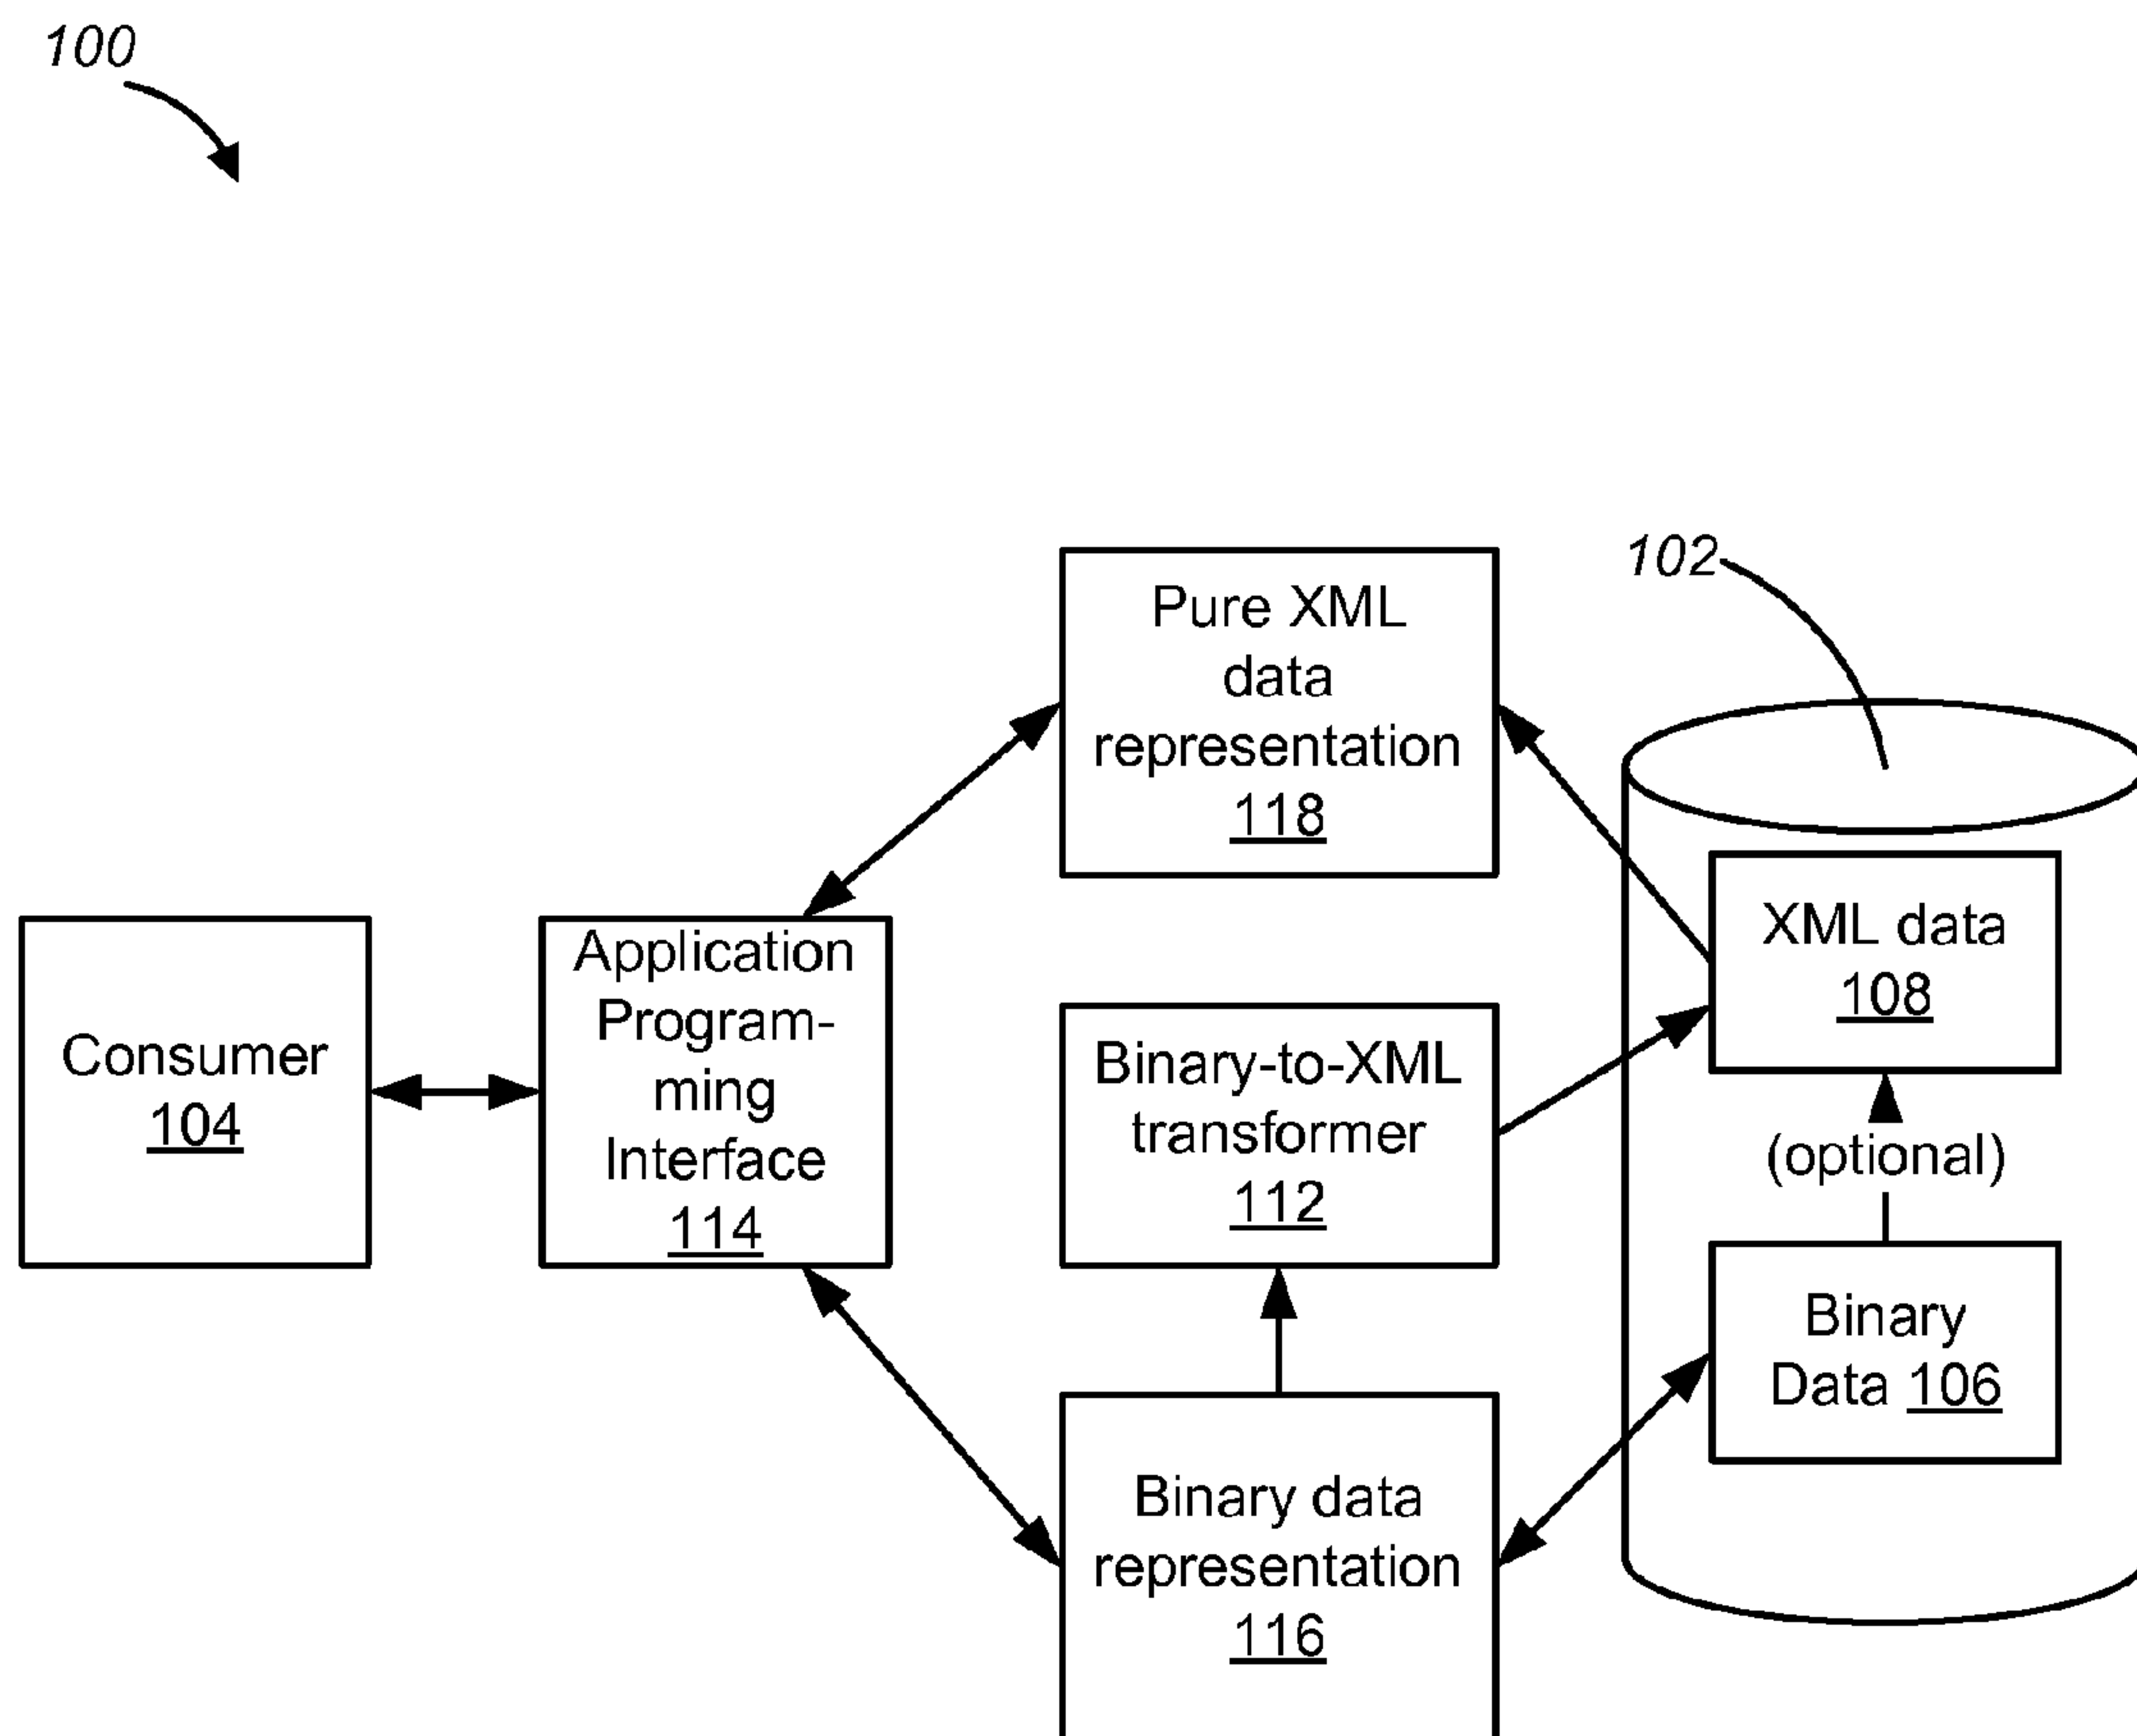 100
102
Pure XML
data
representation
118
XML data
108
Application
Program-
ming
Interface
114
Consumer
104
Binary-to-XML
transformer
112
(optional)
Binary
Data 106
Binary data
representation
116